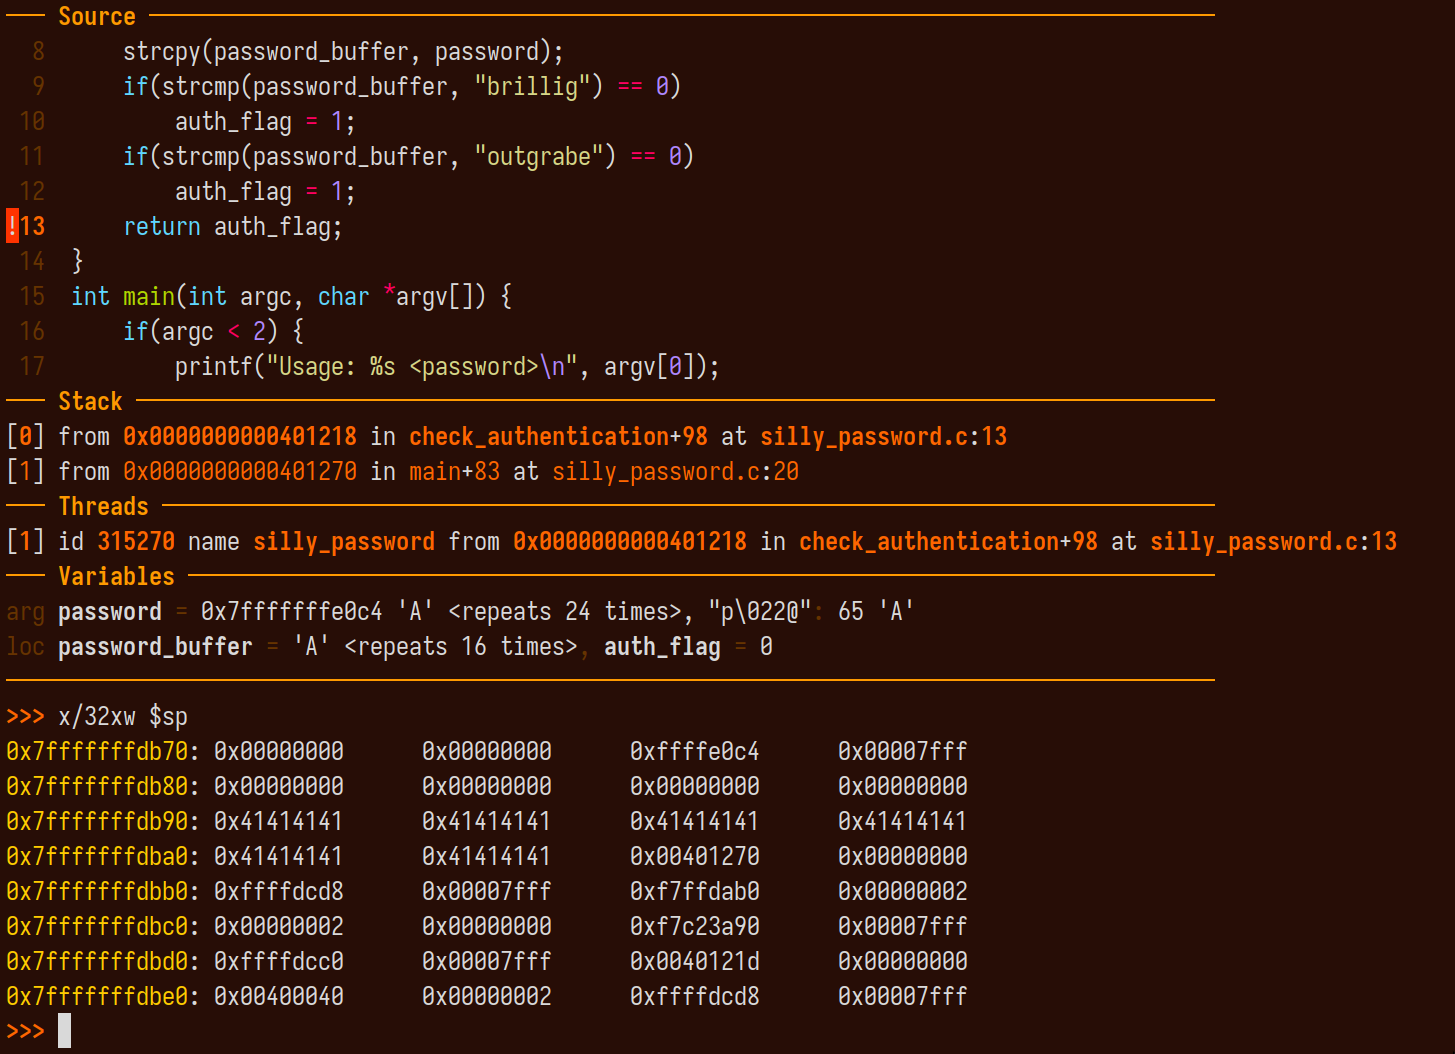 Source
8 strcpy(password_buffer, password);
9 if(strcmp(password_buffer, "brillig") == 0)
10 auth_flag = 1;
11 if(strcmp(password_buffer, "outgrabe") == 0)
12 auth_flag = 1;
!13 return auth_flag;
14 }
15 int main(int argc, char *argv[]) {
16 if(argc < 2) {
17 printf("Usage: %s <password>\n", argv[0]);
Stack
[0] from 0x0000000000401218 in check_authentication+98 at silly_password.c:13
[1] from 0x0000000000401270 in main+83 at silly_password.c:20
Threads
[1] id 315270 name silly_password from 0x0000000000401218 in check_authentication+98 at silly_password.c:13
Variables
arg password = 0x7fffffffe0c4 'A' <repeats 24 times>, "p\022@": 65 'A'
loc password_buffer = 'A' <repeats 16 times>, auth_flag = 0
>>> x/32xw $sp
0x7fffffffdb70: 0x00000000 0x00000000 0xffffe0c4 0x00007fff
0x7fffffffdb80: 0x00000000 0x00000000 0x00000000 0x00000000
0x7fffffffdb90: 0x41414141 0x41414141 0x41414141 0x41414141
0x7fffffffdba0: 0x41414141 0x41414141 0x00401270 0x00000000
0x7fffffffdbb0: 0xffffdcd8 0x00007fff 0xf7ffdab0 0x00000002
0x7fffffffdbc0: 0x00000002 0x00000000 0xf7c23a90 0x00007fff
0x7fffffffdbd0: 0xffffdcc0 0x00007fff 0x0040121d 0x00000000
0x7fffffffdbe0: 0x00400040 0x00000002 0xffffdcd8 0x00007fff
>>>